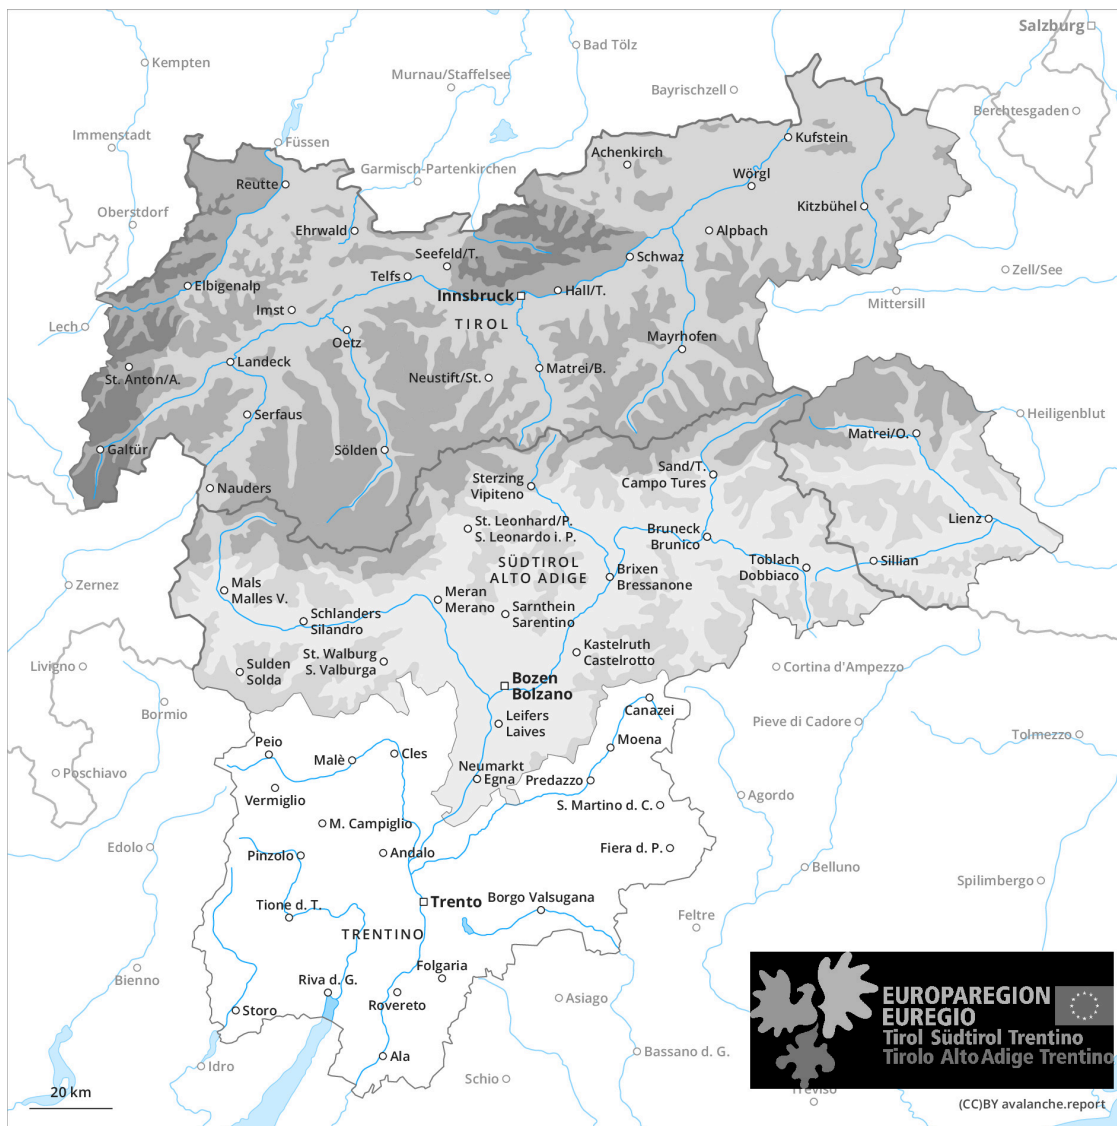 Salzburg
Kempten
Bad Tölz
Murnau/Staffelsee
Bayrischzell
Berchtesgaden
Immenstadt
Füssen
Kufstein
Achenkirch
Garmisch-Partenkirchen
Wörgl
Reutte
Oberstdorf
Kitzbühel
Ehrwald
Alpbach
Seefeld/T.
Schwaz
Telfs
Zell/See
Elbigenalp
Innsbruck
Hall/T.
Mittersill
Imst
Lech
TIROL
Oetz
Mayrhofen
Landeck
Matrei/B.
St. Anton/A.
Neustift/St.
Serfaus
Heiligenblut
Matrei/O.
Galtür
Sölden
Sand/T.
Campo Tures
Sterzing
Vipiteno
Nauders
Lienz
St. Leonhard/P.
S. Leonardo i. P.
Bruneck
Brunico
SÜDTIROL
ALTO ADIGE
Toblach
Dobbiaco
Sillian
Brixen
Bressanone
Zernez
Mals
Malles V.
Meran
Merano
Schlanders
Silandro
Sarnthein
Sarentino
Kastelruth
Castelrotto
St. Walburg
S. Valburga
Livigno
Sulden
Solda
Cortina d'Ampezzo
Bozen
Bolzano
Bormio
Canazei
Leifers
Laives
Pieve di Cadore
Tolmezzo
Peio
Moena
Cles
Malè
Neumarkt
Egna
Poschiavo
Predazzo
Vermiglio
Agordo
S. Martino d. C.
M. Campiglio
Edolo
Pinzolo
Andalo
Fiera d. P.
Belluno
Spilimbergo
Borgo Valsugana
Trento
Tione d. T.
Feltre
TRENTINO
Bienno
Folgaria
Riva d. G.
Rovereto
Asiago
Storo
EUROPAREGION
EUREGIO
Tirol Südtirol Trentino
Tirolo Alto Adige Trentino
Ala
Bassano d. G.
Idro
Schio
Treviso
20 km
(CC)BY avalanche.report